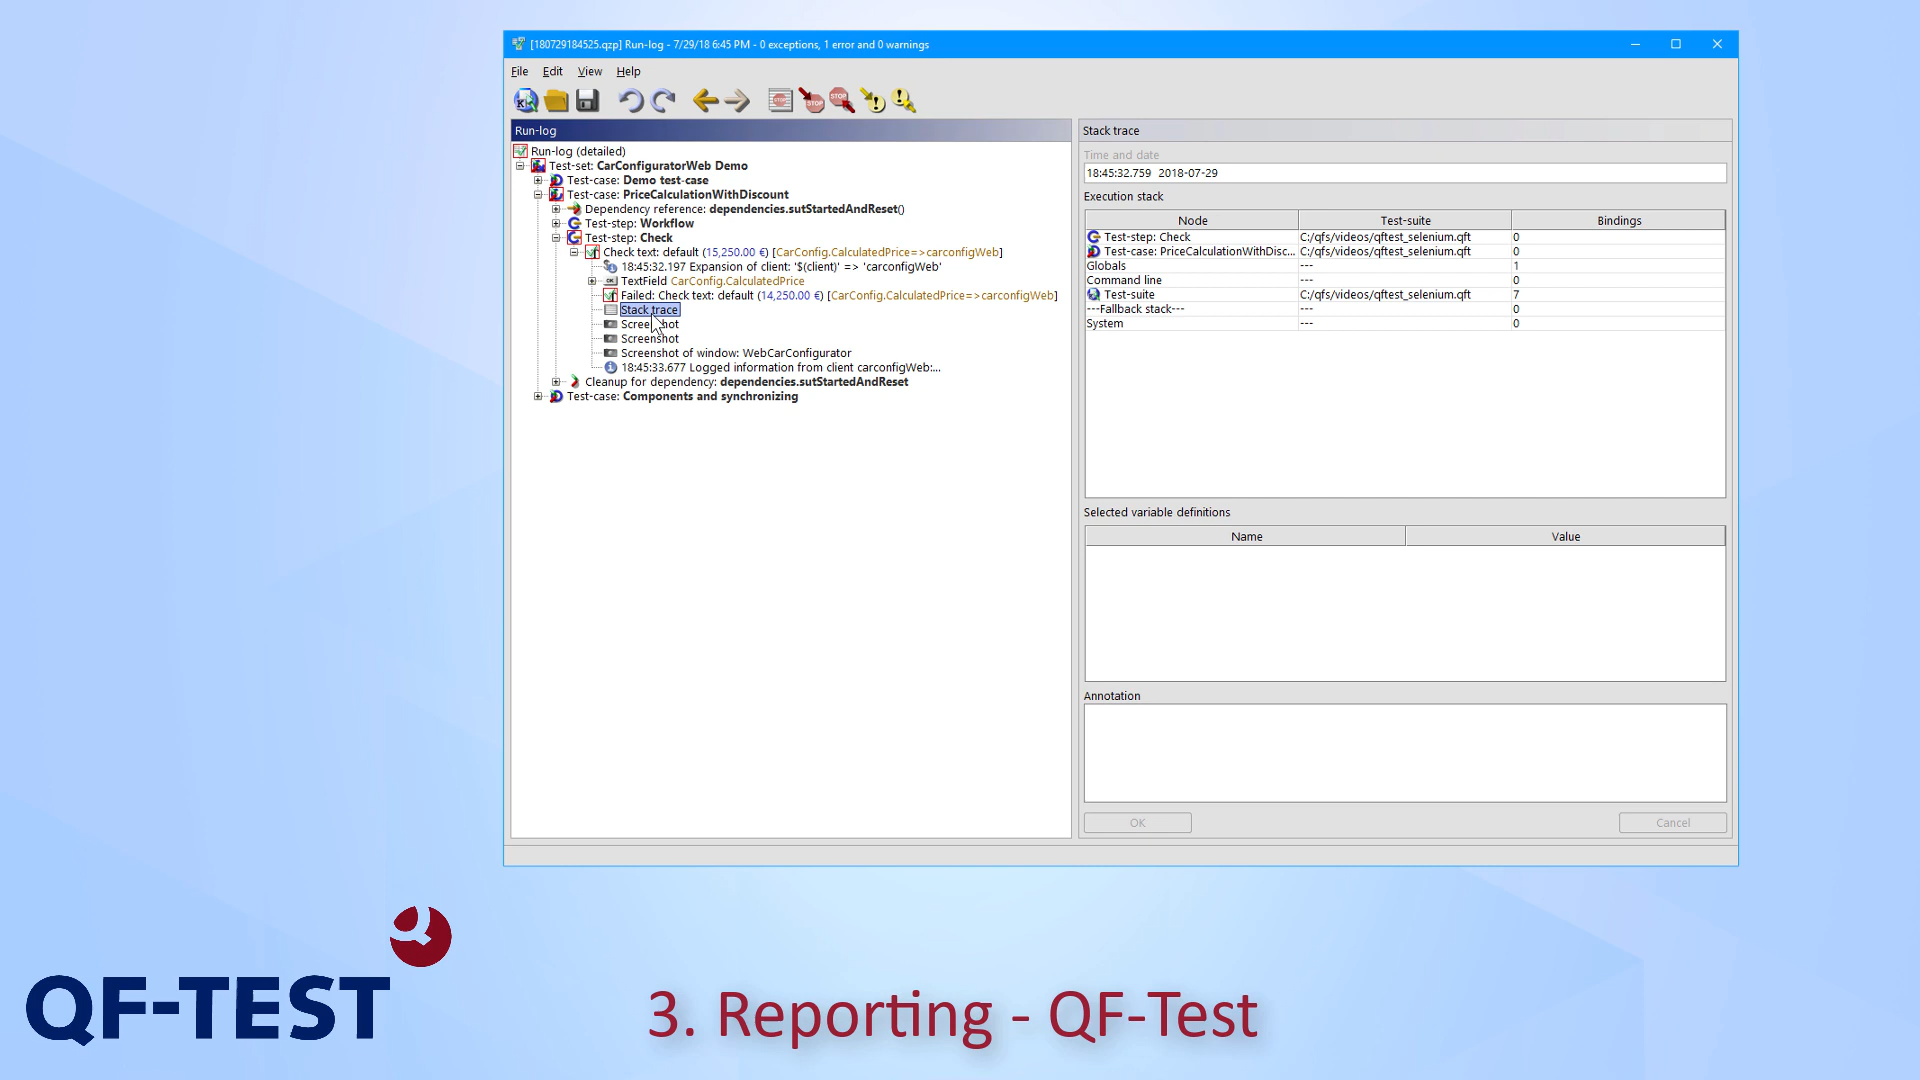 [180729184525.qzp] Run-log - 7/29/18 6:45 PM - 0 exceptions, 1 error and 0 warnings
File Edit View Help
Run-log
Run-log (detailed)
Test-set: CarConfiguratorWeb Demo
Test-case: Demo test-case
Test-case: PriceCalculationWithDiscount
Dependency reference: dependencies.sutStartedAndReset()
Test-step: Workflow
Test-step: Check
Check text: default (15,250.00 €) [CarConfig.CalculatedPrice=>carconfigWeb]
18:45:32.197 Expansion of client: '$(client)' => 'carconfigWeb'
TextField CarConfig.CalculatedPrice
Failed: Check text: default (14,250.00 €) [CarConfig.CalculatedPrice=>carconfigWeb]
Stack trace
Screenshot
Screenshot
Screenshot of window: WebCarConfigurator
18:45:33.677 Logged information from client carconfigWeb:...
Cleanup for dependency: dependencies.sutStartedAndReset
Test-case: Components and synchronizing
Stack trace
Time and date
18:45:32.759 2018-07-29
Execution stack
Node Test-suite Bindings
Test-step: Check C:/qfs/videos/qftest_selenium.qft 0
Test-case: PriceCalculationWithDisc... C:/qfs/videos/qftest_selenium.qft 0
Globals --- 1
Command line --- 0
Test-suite C:/qfs/videos/qftest_selenium.qft 7
---Fallback stack--- --- 0
System --- 0
Selected variable definitions
Name Value
Annotation
OK Cancel
QF-TEST
3. Reporting - QF-Test